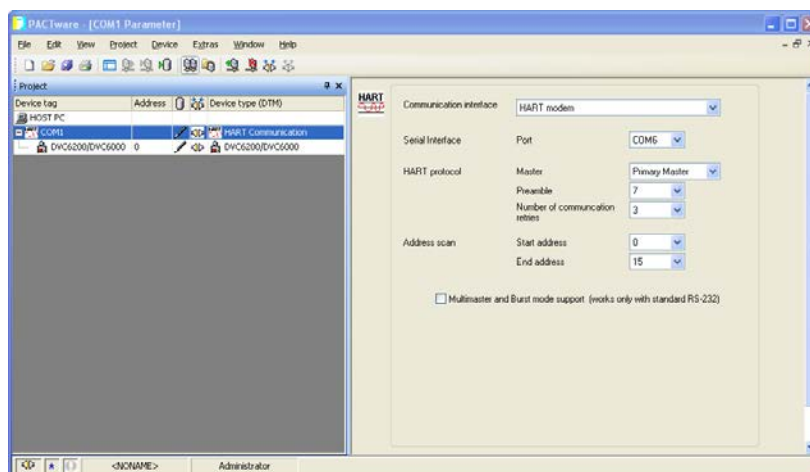 PACTware - [COM1 Parameter]
File Edit View Project Device Extras Window Help
Project
Device tag Address Device type (DTM)
HOST PC
COM1 HART Communication
DVC6200/DVC6000 0 DVC6200/DVC6000
HART
Communication interface HART modem
Serial Interface Port COM6
HART protocol Master Primary Master
Preamble 7
Number of communication retries 3
Address scan Start address 0
End address 15
Multimaster and Burst mode support (works only with standard RS-232)
<NONAME> Administrator